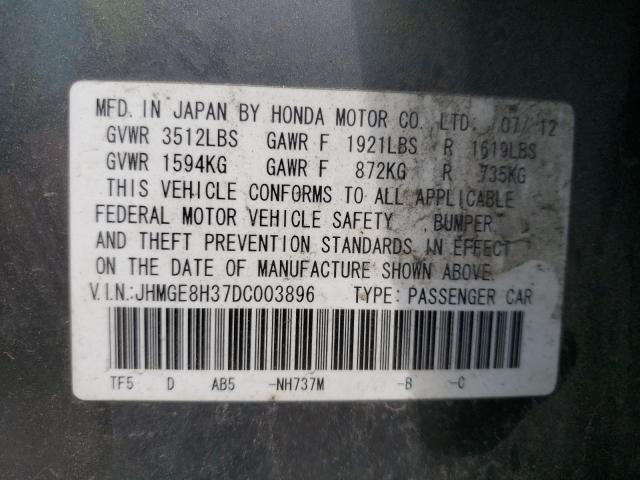 MFD. IN JAPAN BY HONDA MOTOR CO., LTD. 07/12
GVWR 3512LBS GAWR F 1921LBS R 1619LBS
GVWR 1594KG GAWR F 872KG R 735KG
THIS VEHICLE CONFORMS TO ALL APPLICABLE
FEDERAL MOTOR VEHICLE SAFETY, BUMPER,
AND THEFT PREVENTION STANDARDS IN EFFECT
ON THE DATE OF MANUFACTURE SHOWN ABOVE.
V.I.N.:JHMGE8H37DC003896 TYPE: PASSENGER CAR
TF5 D AB5 -NH737M -B -C